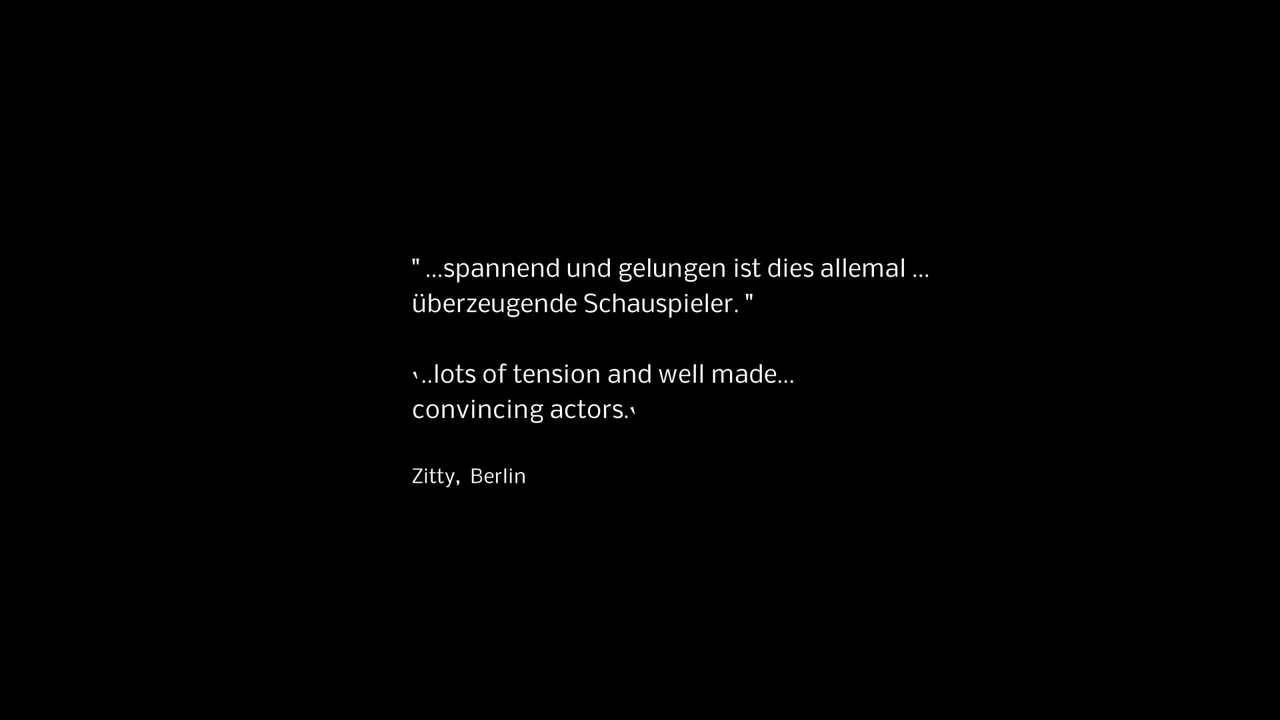 " ...spannend und gelungen ist dies allemal ...
überzeugende Schauspieler. "
‛..lots of tension and well made...
convincing actors.‛
Zitty, Berlin